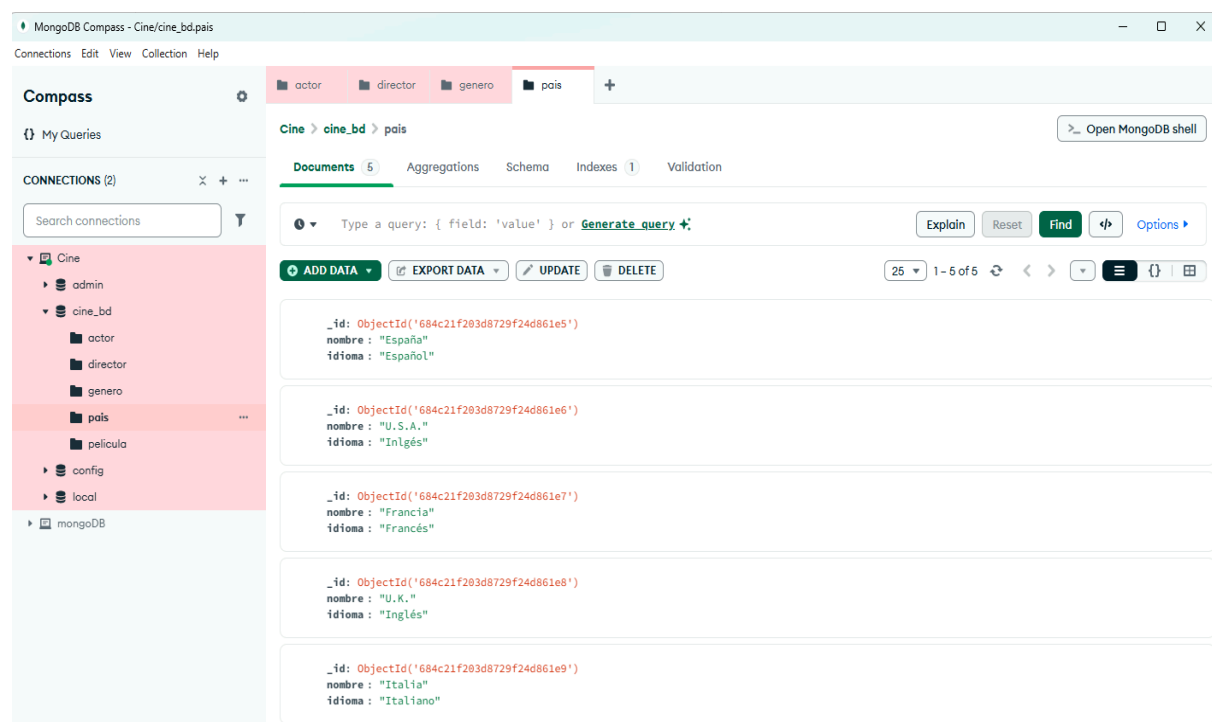 MongoDB Compass - Cine/cine_bd.pais
Connections Edit View Collection Help
Compass
{} My Queries
CONNECTIONS (2)
Search connections
Cine
admin
cine_bd
actor
director
genero
pais
pelicula
config
local
mongoDB
actor director genero pais
Cine > cine_bd > pais
>_ Open MongoDB shell
Documents 5 Aggregations Schema Indexes 1 Validation
Type a query: { field: 'value' } or Generate query
Explain Reset Find </> Options
ADD DATA EXPORT DATA UPDATE DELETE
25 1 – 5 of 5 {}
_id: ObjectId('684c21f203d8729f24d861e5')
nombre : "España"
idioma : "Español"
_id: ObjectId('684c21f203d8729f24d861e6')
nombre : "U.S.A."
idioma : "Inlgés"
_id: ObjectId('684c21f203d8729f24d861e7')
nombre : "Francia"
idioma : "Francés"
_id: ObjectId('684c21f203d8729f24d861e8')
nombre : "U.K."
idioma : "Inglés"
_id: ObjectId('684c21f203d8729f24d861e9')
nombre : "Italia"
idioma : "Italiano"